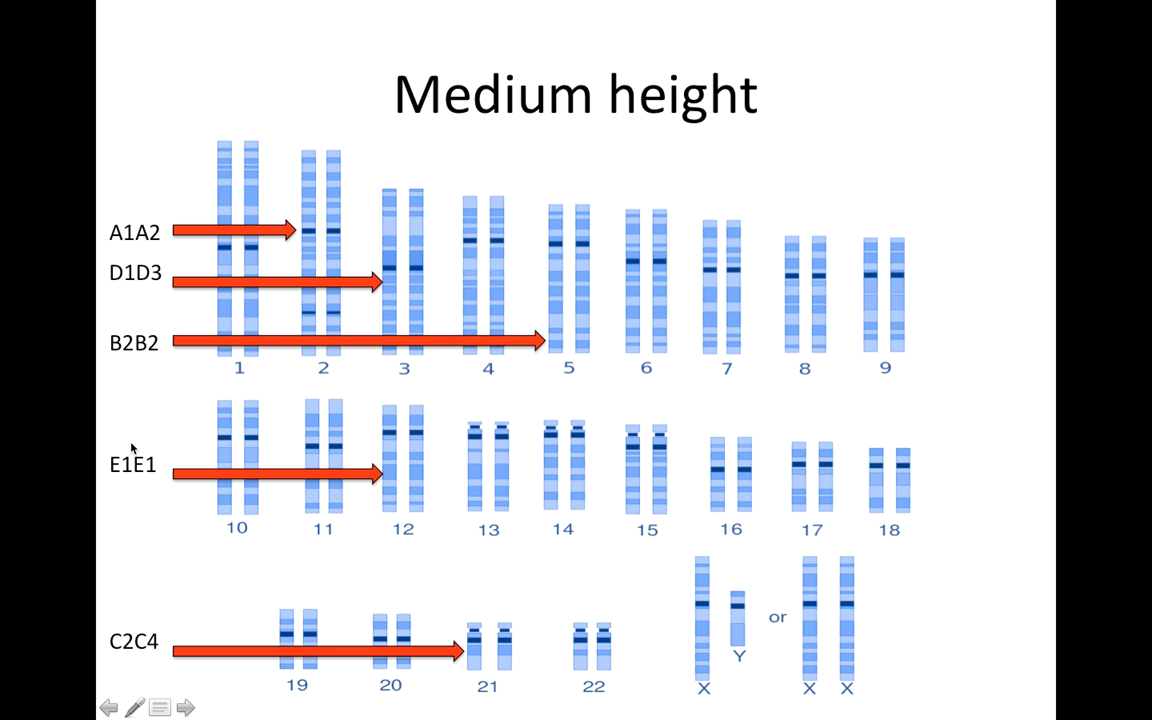 Medium height
A1A2
D1D3
B2B2
1 2 3 4 5 6 7 8 9
E1E1
10 11 12 13 14 15 16 17 18
or
C2C4
Y
19 20 21 22 X X X